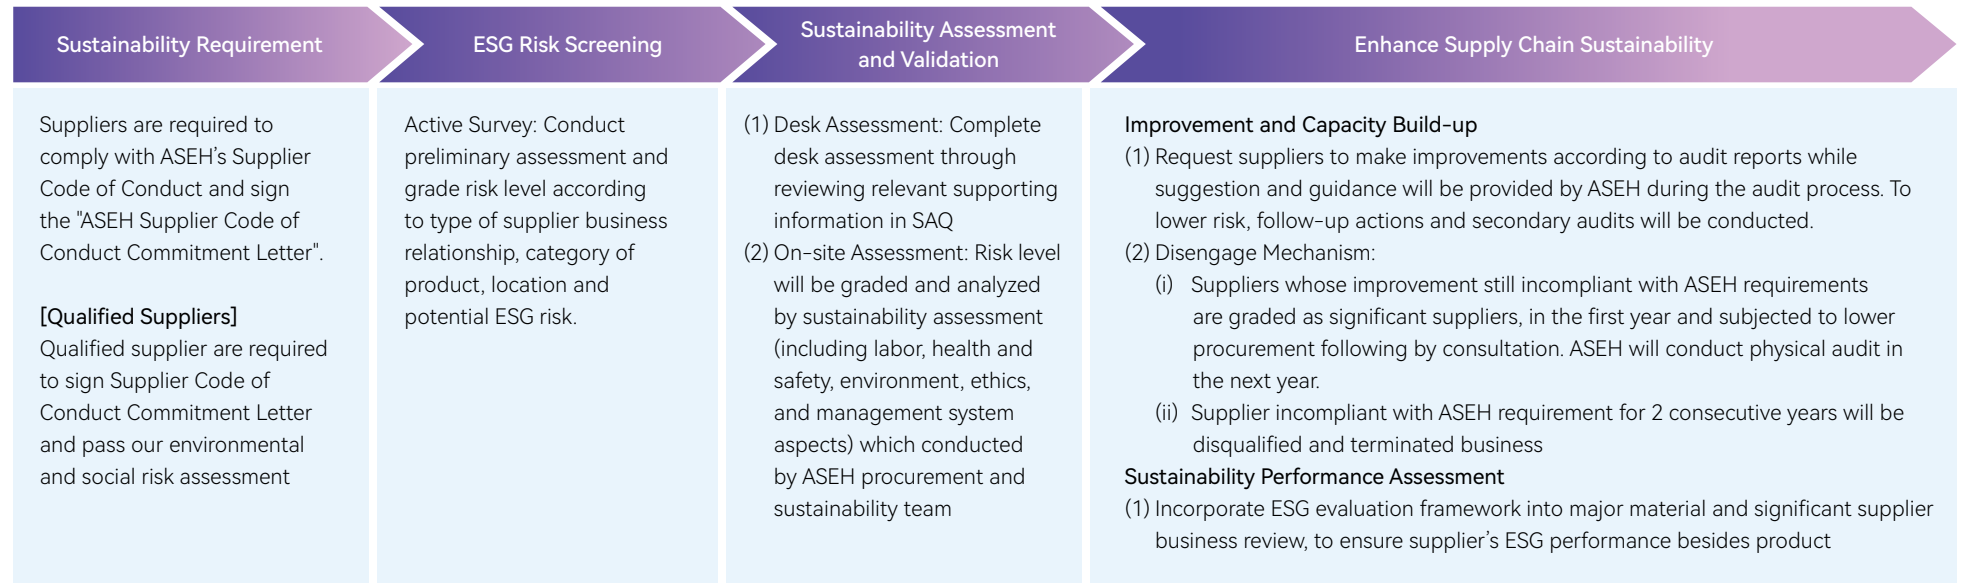 Sustainability Requirement
ESG Risk Screening
Sustainability Assessment
and Validation
Enhance Supply Chain Sustainability
Suppliers are required to
comply with ASEH’s Supplier
Code of Conduct and sign
the "ASEH Supplier Code of
Conduct Commitment Letter".
[Qualified Suppliers]
Qualified supplier are required
to sign Supplier Code of
Conduct Commitment Letter
and pass our environmental
and social risk assessment
Active Survey: Conduct
preliminary assessment and
grade risk level according
to type of supplier business
relationship, category of
product, location and
potential ESG risk.
(1) Desk Assessment: Complete
desk assessment through
reviewing relevant supporting
information in SAQ
(2) On-site Assessment: Risk level
will be graded and analyzed
by sustainability assessment
(including labor, health and
safety, environment, ethics,
and management system
aspects) which conducted
by ASEH procurement and
sustainability team
Improvement and Capacity Build-up
(1) Request suppliers to make improvements according to audit reports while
suggestion and guidance will be provided by ASEH during the audit process. To
lower risk, follow-up actions and secondary audits will be conducted.
(2) Disengage Mechanism:
(i) Suppliers whose improvement still incompliant with ASEH requirements
are graded as significant suppliers, in the first year and subjected to lower
procurement following by consultation. ASEH will conduct physical audit in
the next year.
(ii) Supplier incompliant with ASEH requirement for 2 consecutive years will be
disqualified and terminated business
Sustainability Performance Assessment
(1) Incorporate ESG evaluation framework into major material and significant supplier
business review, to ensure supplier’s ESG performance besides product